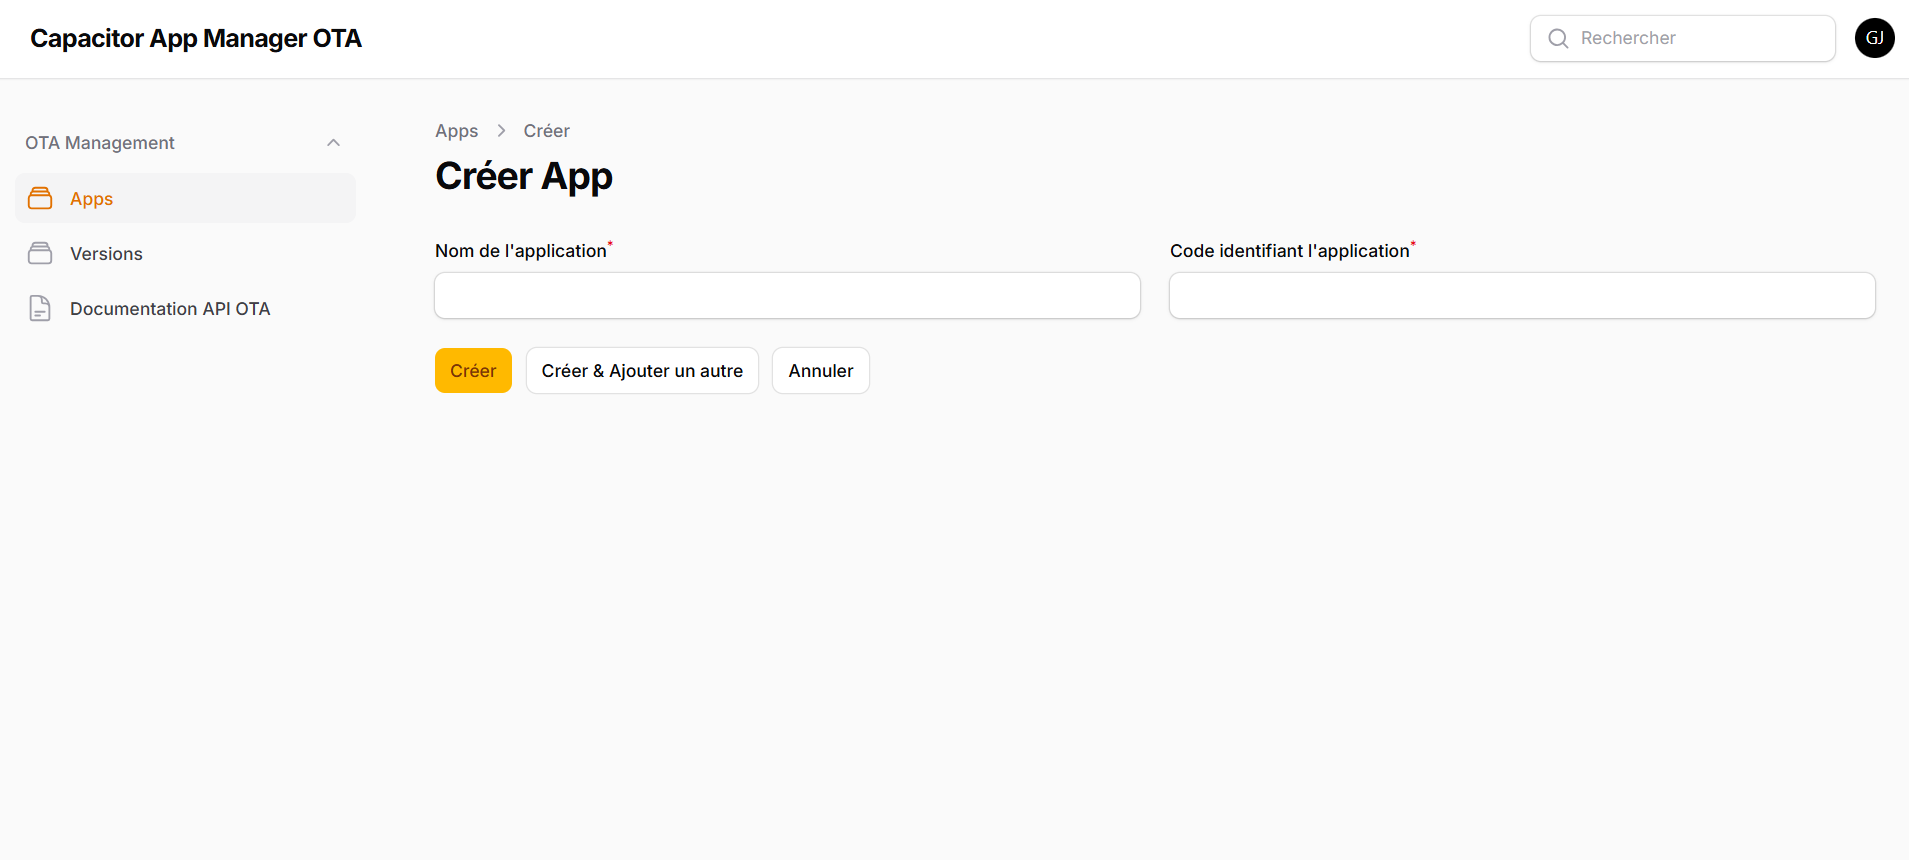 Capacitor App Manager OTA
Rechercher
GJ
OTA Management
Apps
Versions
Documentation API OTA
Apps > Créer
Créer App
Nom de l'application*
Code identifiant l'application*
Créer
Créer & Ajouter un autre
Annuler